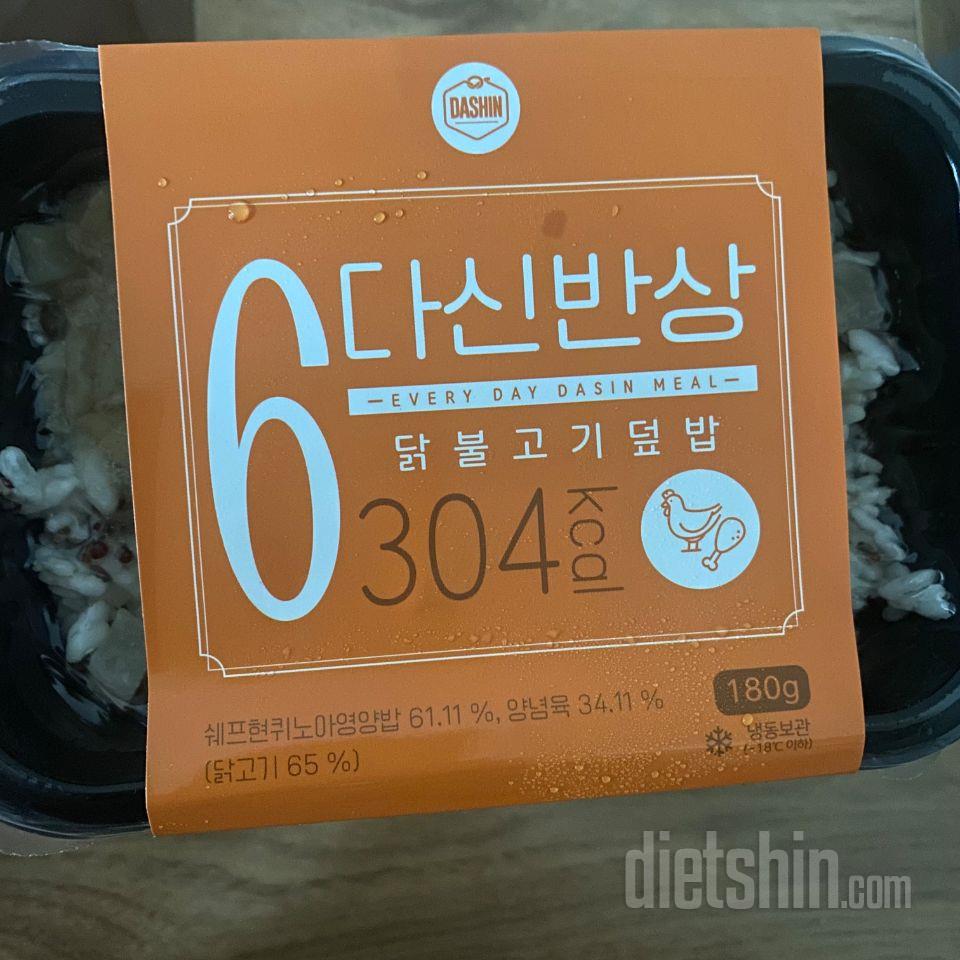 DASHIN
6 다신반상
EVERY DAY DASIN MEAL
닭불고기덮밥
304 kcal
180g
쉐프현퀴노아영양밥 61.11 %, 양념육 34.11 %
(닭고기 65 %)
냉동보관
(-18℃ 이하)
dietshin.com